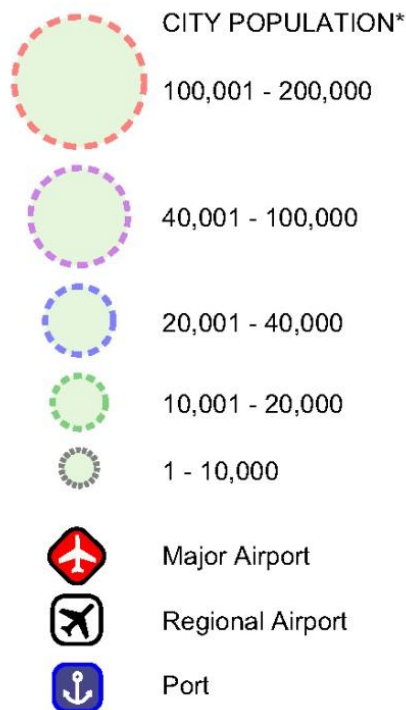 CITY POPULATION*
100,001 - 200,000
40,001 - 100,000
20,001 - 40,000
10,001 - 20,000
1 - 10,000
Major Airport
Regional Airport
Port